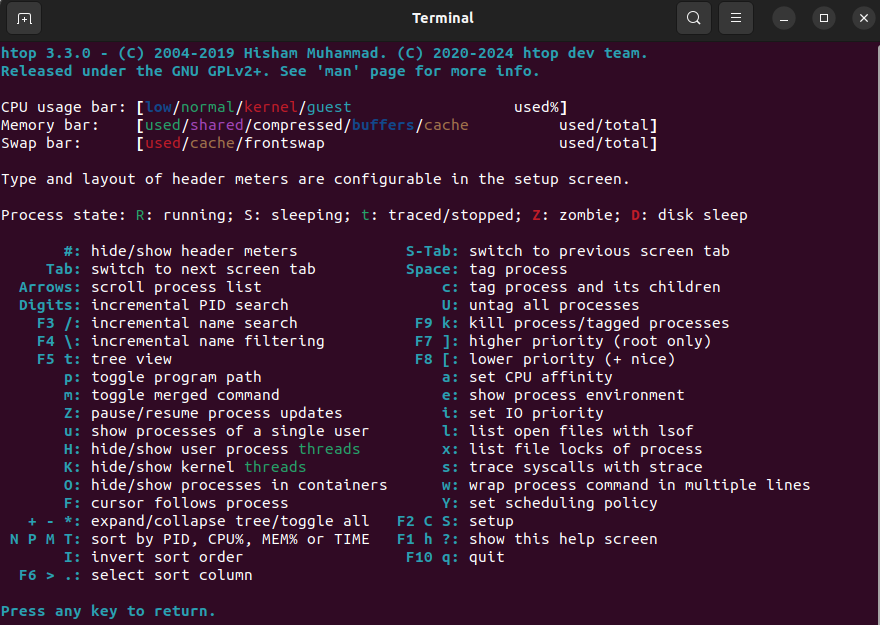 Terminal
htop 3.3.0 - (C) 2004-2019 Hisham Muhammad. (C) 2020-2024 htop dev team.
Released under the GNU GPLv2+. See 'man' page for more info.
CPU usage bar: [low/normal/kernel/guest                  used%]
Memory bar:    [used/shared/compressed/buffers/cache          used/total]
Swap bar:      [used/cache/frontswap                          used/total]
Type and layout of header meters are configurable in the setup screen.
Process state: R: running; S: sleeping; t: traced/stopped; Z: zombie; D: disk sleep
#: hide/show header meters            S-Tab: switch to previous screen tab
Tab: switch to next screen tab          Space: tag process
Arrows: scroll process list                    c: tag process and its children
Digits: incremental PID search                 U: untag all processes
F3 /: incremental name search             F9 k: kill process/tagged processes
F4 \: incremental name filtering          F7 ]: higher priority (root only)
F5 t: tree view                           F8 [: lower priority (+ nice)
p: toggle program path                    a: set CPU affinity
m: toggle merged command                  e: show process environment
Z: pause/resume process updates           i: set IO priority
u: show processes of a single user        l: list open files with lsof
H: hide/show user process threads         x: list file locks of process
K: hide/show kernel threads               s: trace syscalls with strace
O: hide/show processes in containers      w: wrap process command in multiple lines
F: cursor follows process                 Y: set scheduling policy
+ - *: expand/collapse tree/toggle all   F2 C S: setup
N P M T: sort by PID, CPU%, MEM% or TIME   F1 h ?: show this help screen
I: invert sort order                  F10 q: quit
F6 > .: select sort column
Press any key to return.